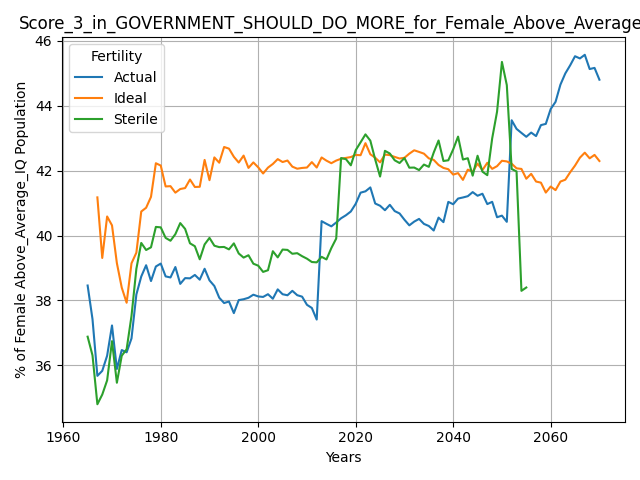 Score_3_in_GOVERNMENT_SHOULD_DO_MORE_for_Female_Above_Average
Fertility
Actual
Ideal
Sterile
46
44
42
40
38
36
% of Female Above_Average_IQ Population
1960 1980 2000 2020 2040 2060
Years